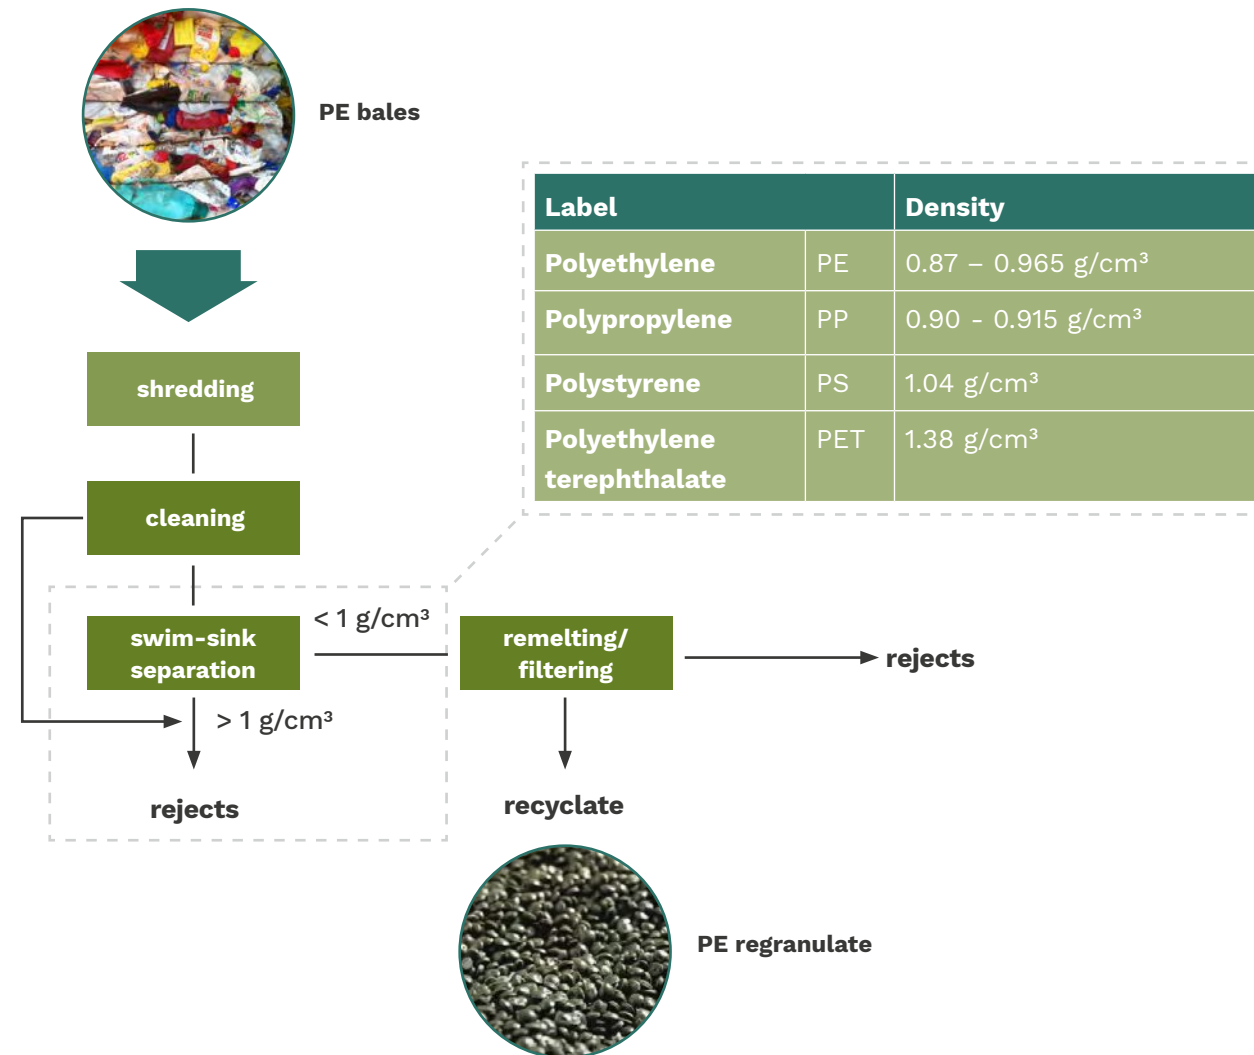 PE bales
Label Density
Polyethylene PE 0.87 – 0.965 g/cm³
Polypropylene PP 0.90 - 0.915 g/cm³
Polystyrene PS 1.04 g/cm³
Polyethylene PET 1.38 g/cm³
terephthalate
shredding
cleaning
swim-sink
separation
< 1 g/cm³
remelting/
filtering
rejects
> 1 g/cm³
rejects
recyclate
PE regranulate